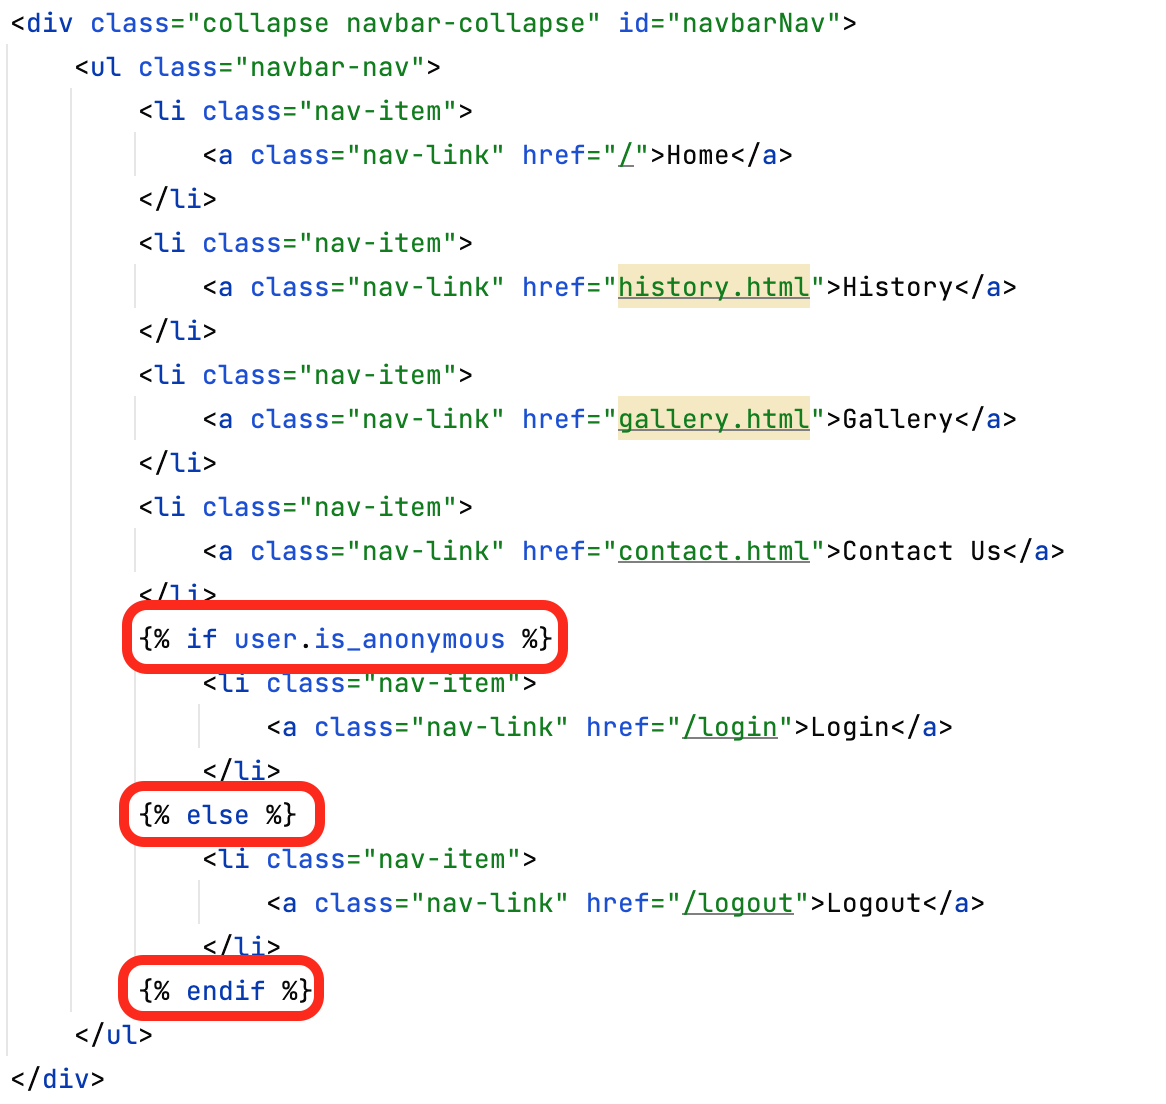 <div class="collapse navbar-collapse" id="navbarNav">
<ul class="navbar-nav">
<li class="nav-item">
<a class="nav-link" href="/">Home</a>
</li>
<li class="nav-item">
<a class="nav-link" href="history.html">History</a>
</li>
<li class="nav-item">
<a class="nav-link" href="gallery.html">Gallery</a>
</li>
<li class="nav-item">
<a class="nav-link" href="contact.html">Contact Us</a>
</li>
{% if user.is_anonymous %}
<li class="nav-item">
<a class="nav-link" href="/login">Login</a>
</li>
{% else %}
<li class="nav-item">
<a class="nav-link" href="/logout">Logout</a>
</li>
{% endif %}
</ul>
</div>